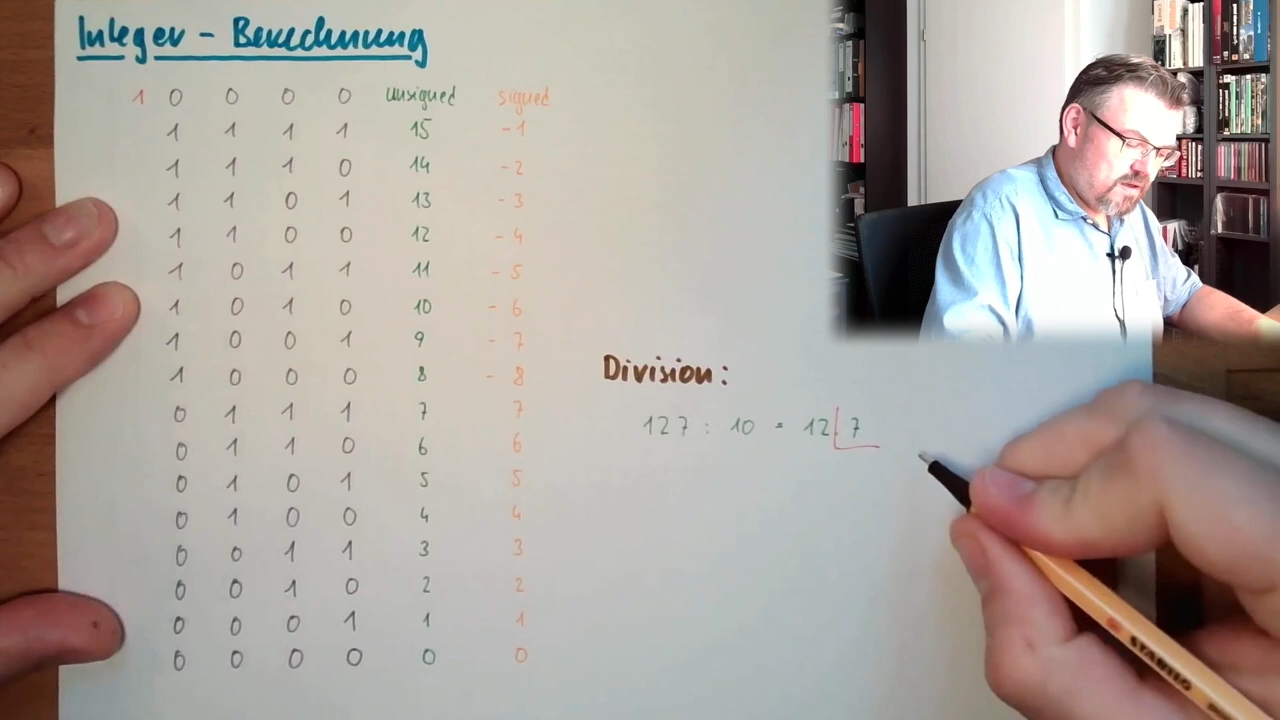 Integer - Berechnung
1 0 0 0 0 unsigned signed
1 1 1 1 15 -1
1 1 1 0 14 -2
1 1 0 1 13 -3
1 1 0 0 12 -4
1 0 1 1 11 -5
1 0 1 0 10 -6
1 0 0 1 9 -7
1 0 0 0 8 -8
0 1 1 1 7 7
0 1 1 0 6 6
0 1 0 1 5 5
0 1 0 0 4 4
0 0 1 1 3 3
0 0 1 0 2 2
0 0 0 1 1 1
0 0 0 0 0 0
Division:
127 : 10 = 12 7
STABILO